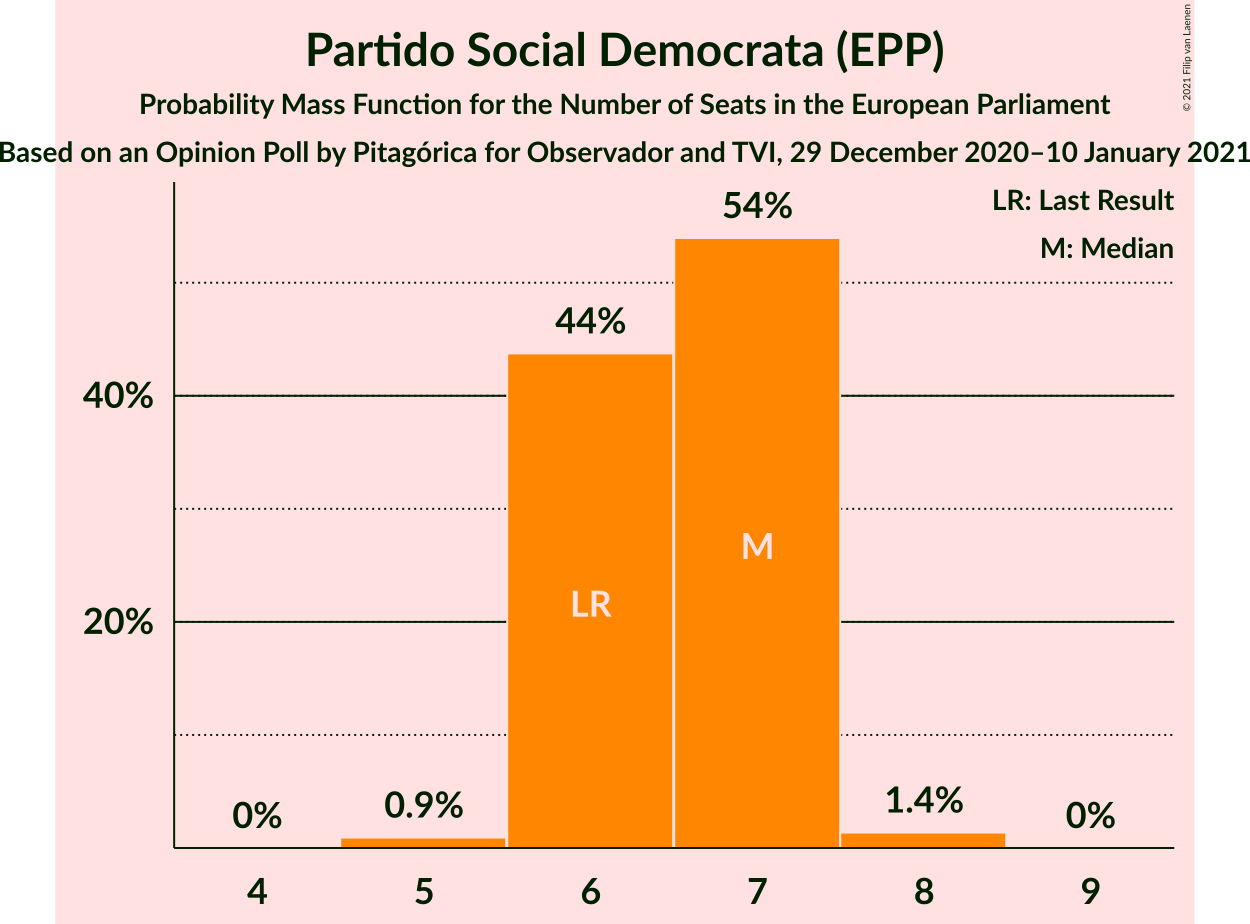 Partido Social Democrata (EPP)
Probability Mass Function for the Number of Seats in the European Parliament
Based on an Opinion Poll by Pitagórica for Observador and TVI, 29 December 2020–10 January 2021
© 2021 Filip van Laenen
LR: Last Result
M: Median
54%
44%
40%
M
LR
20%
0% 0.9% 1.4% 0%
4 5 6 7 8 9